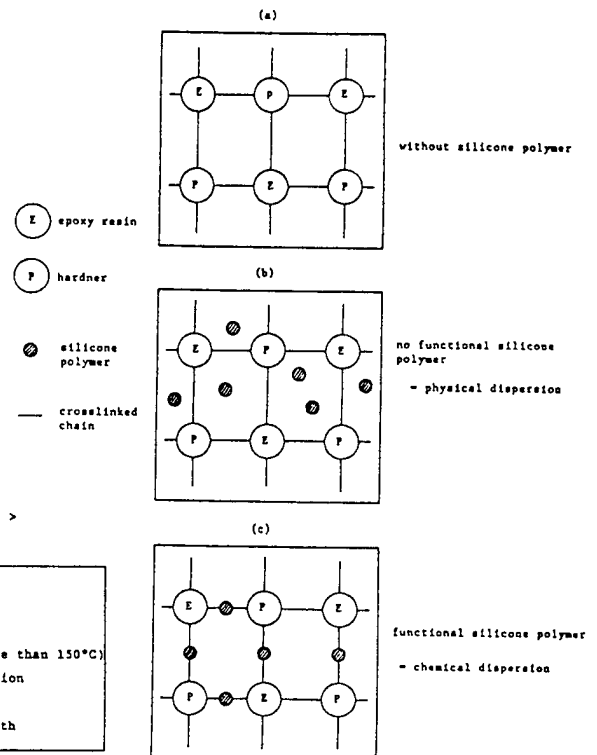 (a)
E P E
without silicone polymer
P E P
E epoxy resin
P hardner
(b)
silicone
polymer
E P E
no functional silicone
polymer
- physical dispersion
crosslinked
chain
P E P
>
(c)
E P E
functional silicone polymer
e than 150°C)
- chemical dispersion
ion
P E P
th